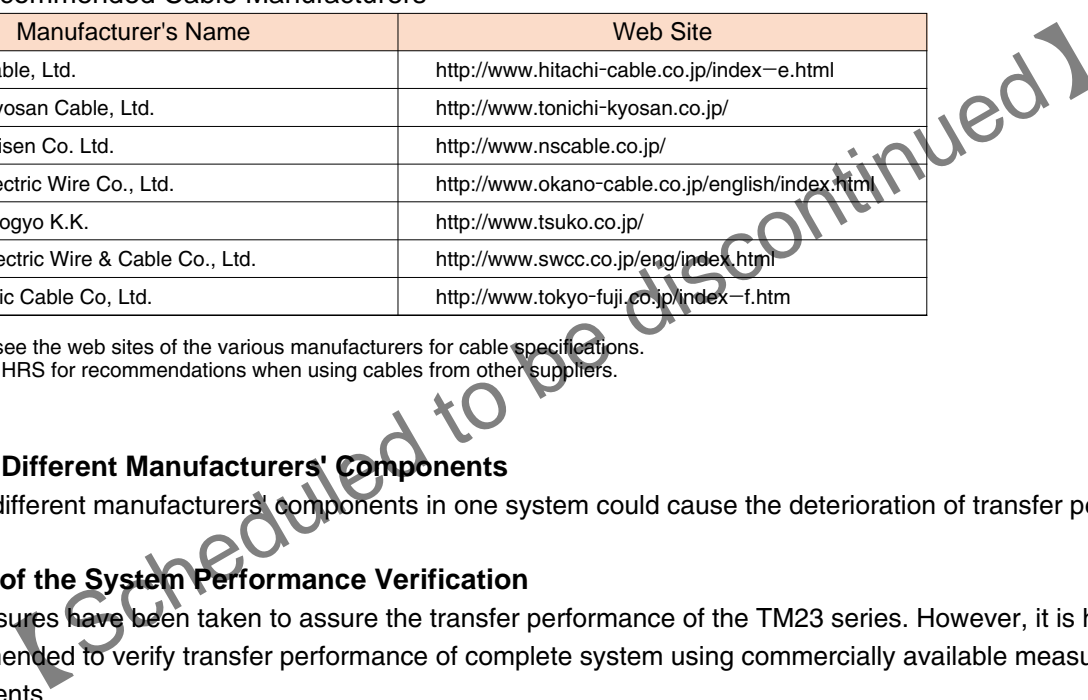 commended Cable Manufacturers
Manufacturer's Name Web Site
able, Ltd. http://www.hitachi-cable.co.jp/index—e.html
yosan Cable, Ltd. http://www.tonichi-kyosan.co.jp/
isen Co. Ltd. http://www.nscable.co.jp/
ectric Wire Co., Ltd. http://www.okano-cable.co.jp/english/index.html
ogyo K.K. http://www.tsuko.co.jp/
lectric Wire & Cable Co., Ltd. http://www.swcc.co.jp/eng/index.html
ic Cable Co, Ltd. http://www.tokyo-fuji.co.jp/index—f.htm
see the web sites of the various manufacturers for cable specifications.
HRS for recommendations when using cables from other suppliers.
Different Manufacturers' Components
different manufacturers' components in one system could cause the deterioration of transfer pe
of the System Performance Verification
sures have been taken to assure the transfer performance of the TM23 series. However, it is h
mended to verify transfer performance of complete system using commercially available measu
ents.
【Scheduled to be discontinued】